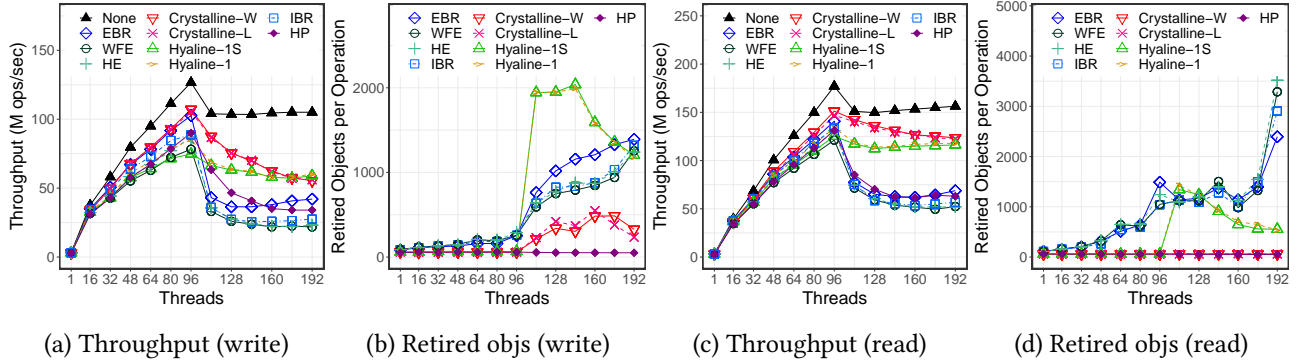 Throughput (M ops/sec)
150
100
50
0
None
EBR
WFE
HE
Crystalline−W
Crystalline−L
Hyaline−1S
Hyaline−1
IBR
HP
1 16 32 48 64 80 96 128 160 192
Threads
(a) Throughput (write)
Retired Objects per Operation
2000
1000
0
EBR
WFE
HE
IBR
Crystalline−W
Crystalline−L
Hyaline−1S
Hyaline−1
HP
1 16 32 48 64 80 96 128 160 192
Threads
(b) Retired objs (write)
Throughput (M ops/sec)
250
200
150
100
50
0
None
EBR
WFE
HE
Crystalline−W
Crystalline−L
Hyaline−1S
Hyaline−1
IBR
HP
1 16 32 48 64 80 96 128 160 192
Threads
(c) Throughput (read)
Retired Objects per Operation
5000
4000
3000
2000
1000
0
EBR
WFE
HE
IBR
Crystalline−W
Crystalline−L
Hyaline−1S
Hyaline−1
HP
1 16 32 48 64 80 96 128 160 192
Threads
(d) Retired objs (read)